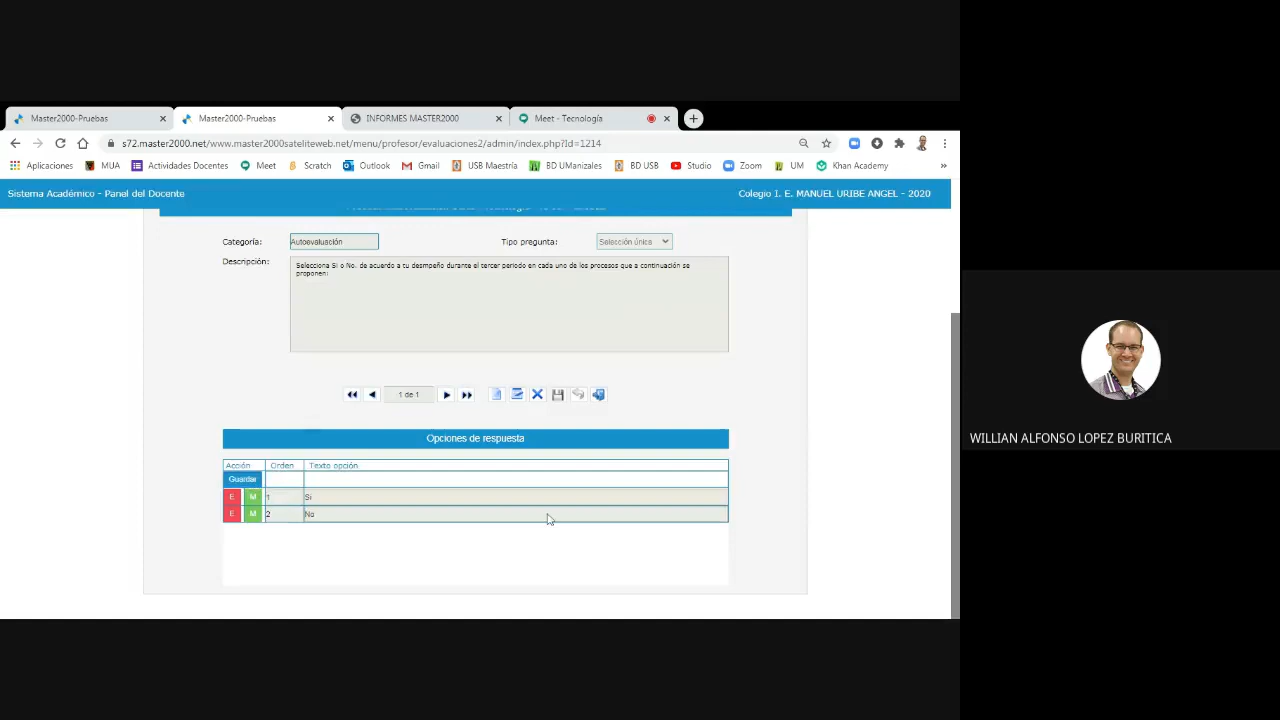 Master2000-Pruebas
Master2000-Pruebas
INFORMES MASTER2000
Meet - Tecnología
s72.master2000.net/www.master2000sateliteweb.net/menu/profesor/evaluaciones2/admin/index.php?Id=1214
Aplicaciones MUA Actividades Docentes Meet Scratch Outlook Gmail USB Maestría BD UManizales BD USB Studio Zoom UM Khan Academy »
Sistema Académico - Panel del Docente
Colegio I. E. MANUEL URIBE ANGEL - 2020
Categoría: Autoevaluación
Tipo pregunta: Selección única
Descripción: Selecciona Si o No. de acuerdo a tu desmpeño durante el tercer periodo en cada uno de los procesos que a continuación se
proponen:
1 de 1
Opciones de respuesta
Acción Orden Texto opción
Guardar
E M 1 Si
E M 2 No
WILLIAN ALFONSO LOPEZ BURITICA